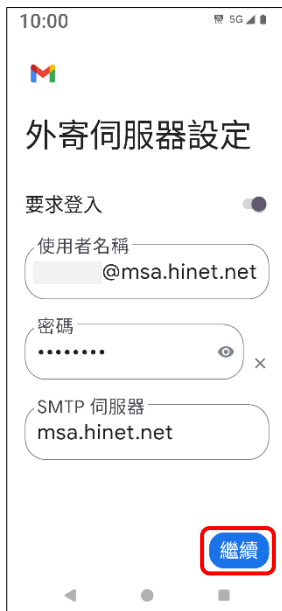 10:00 5G
外寄伺服器設定
要求登入
使用者名稱
@msa.hinet.net
密碼
••••••••
SMTP 伺服器
msa.hinet.net
繼續